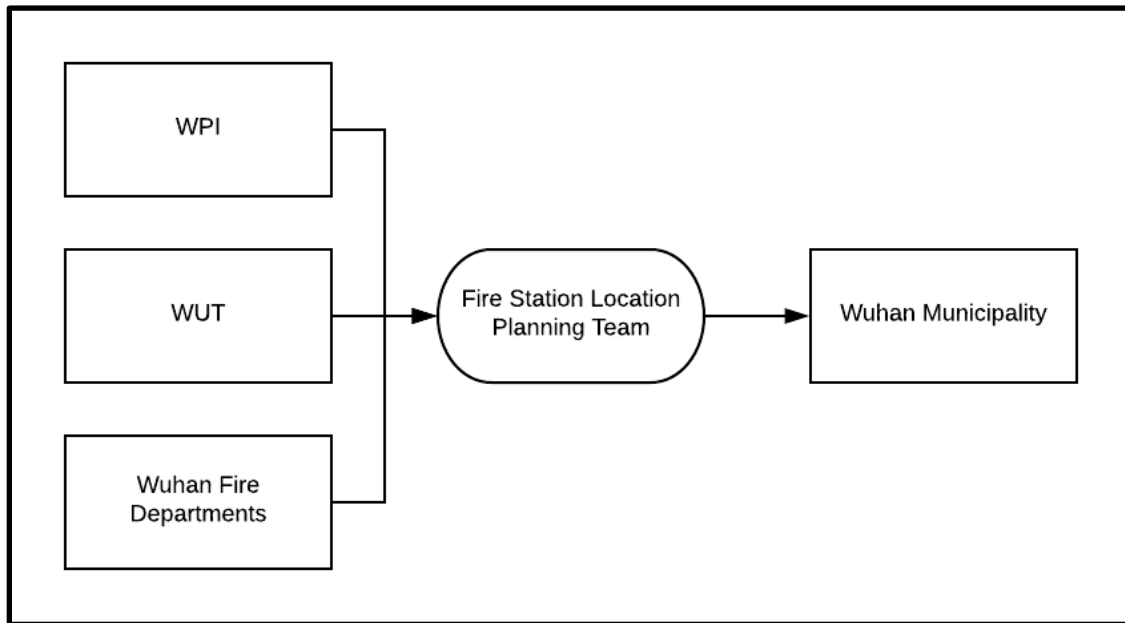 WPI
WUT
Wuhan Fire
Departments
Fire Station Location
Planning Team
Wuhan Municipality